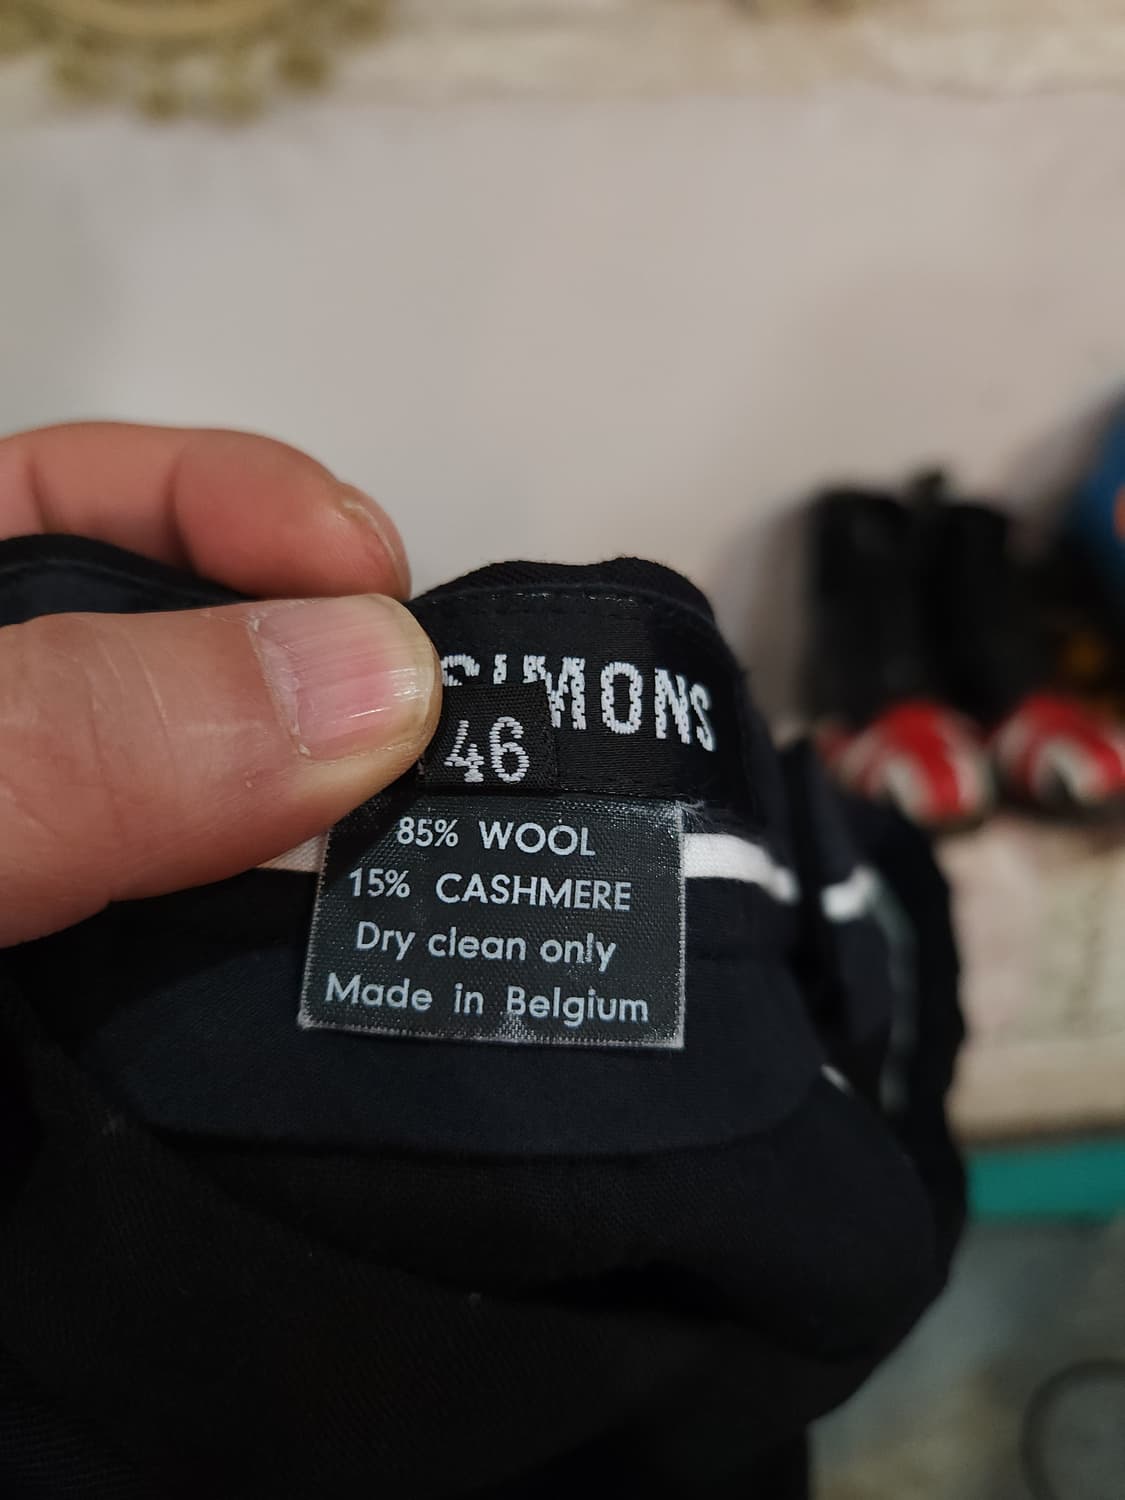 SIMONS
46
85% WOOL
15% CASHMERE
Dry clean only
Made in Belgium